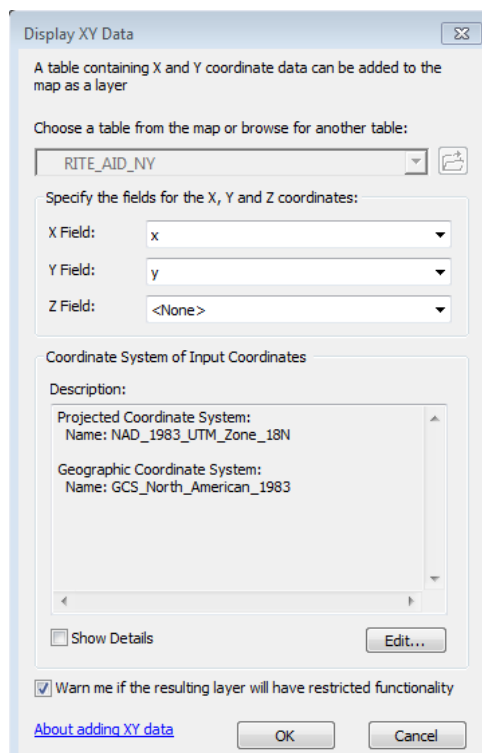 Display XY Data
A table containing X and Y coordinate data can be added to the
map as a layer
Choose a table from the map or browse for another table:
RITE_AID_NY
Specify the fields for the X, Y and Z coordinates:
X Field:
x
Y Field:
y
Z Field:
<None>
Coordinate System of Input Coordinates
Description:
Projected Coordinate System:
Name: NAD_1983_UTM_Zone_18N
Geographic Coordinate System:
Name: GCS_North_American_1983
Show Details
Edit...
Warn me if the resulting layer will have restricted functionality
About adding XY data
OK
Cancel